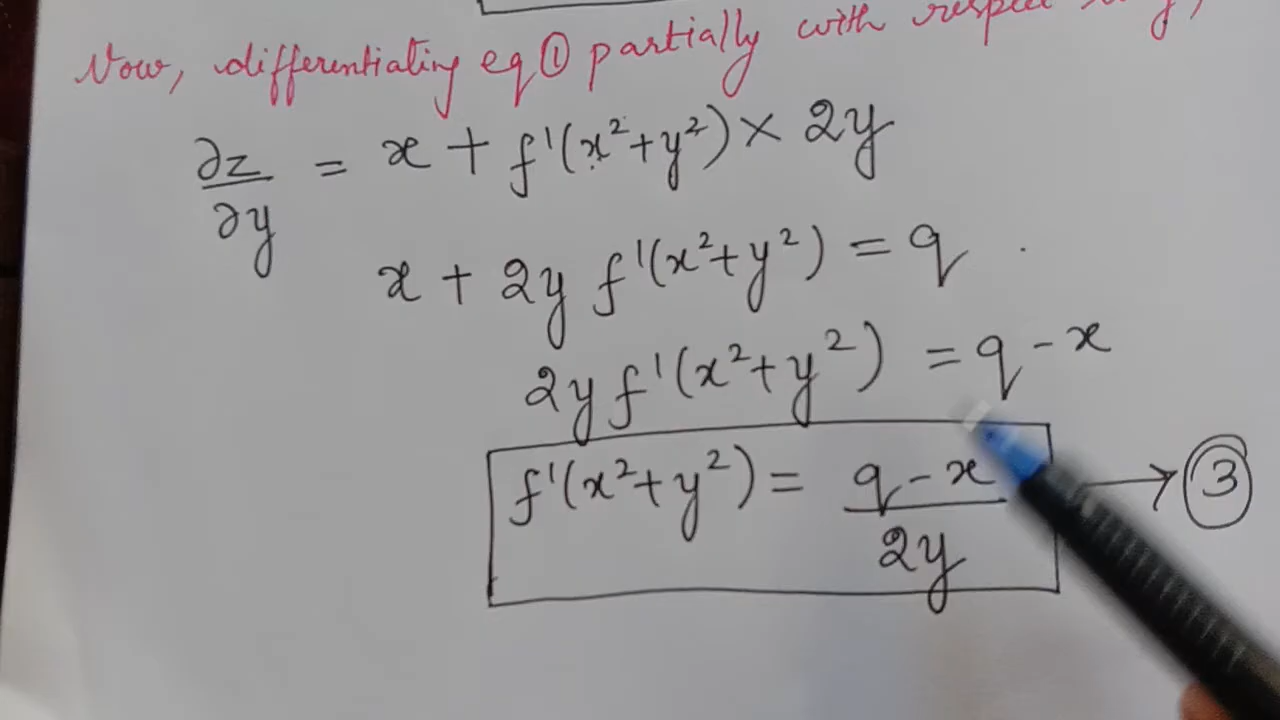 Now, differentiating eq ① partially with respect
∂z/∂y = x + f'(x²+y²) × 2y
x + 2y f'(x²+y²) = q
2y f'(x²+y²) = q - x
f'(x²+y²) = (q - x)/2y → ③